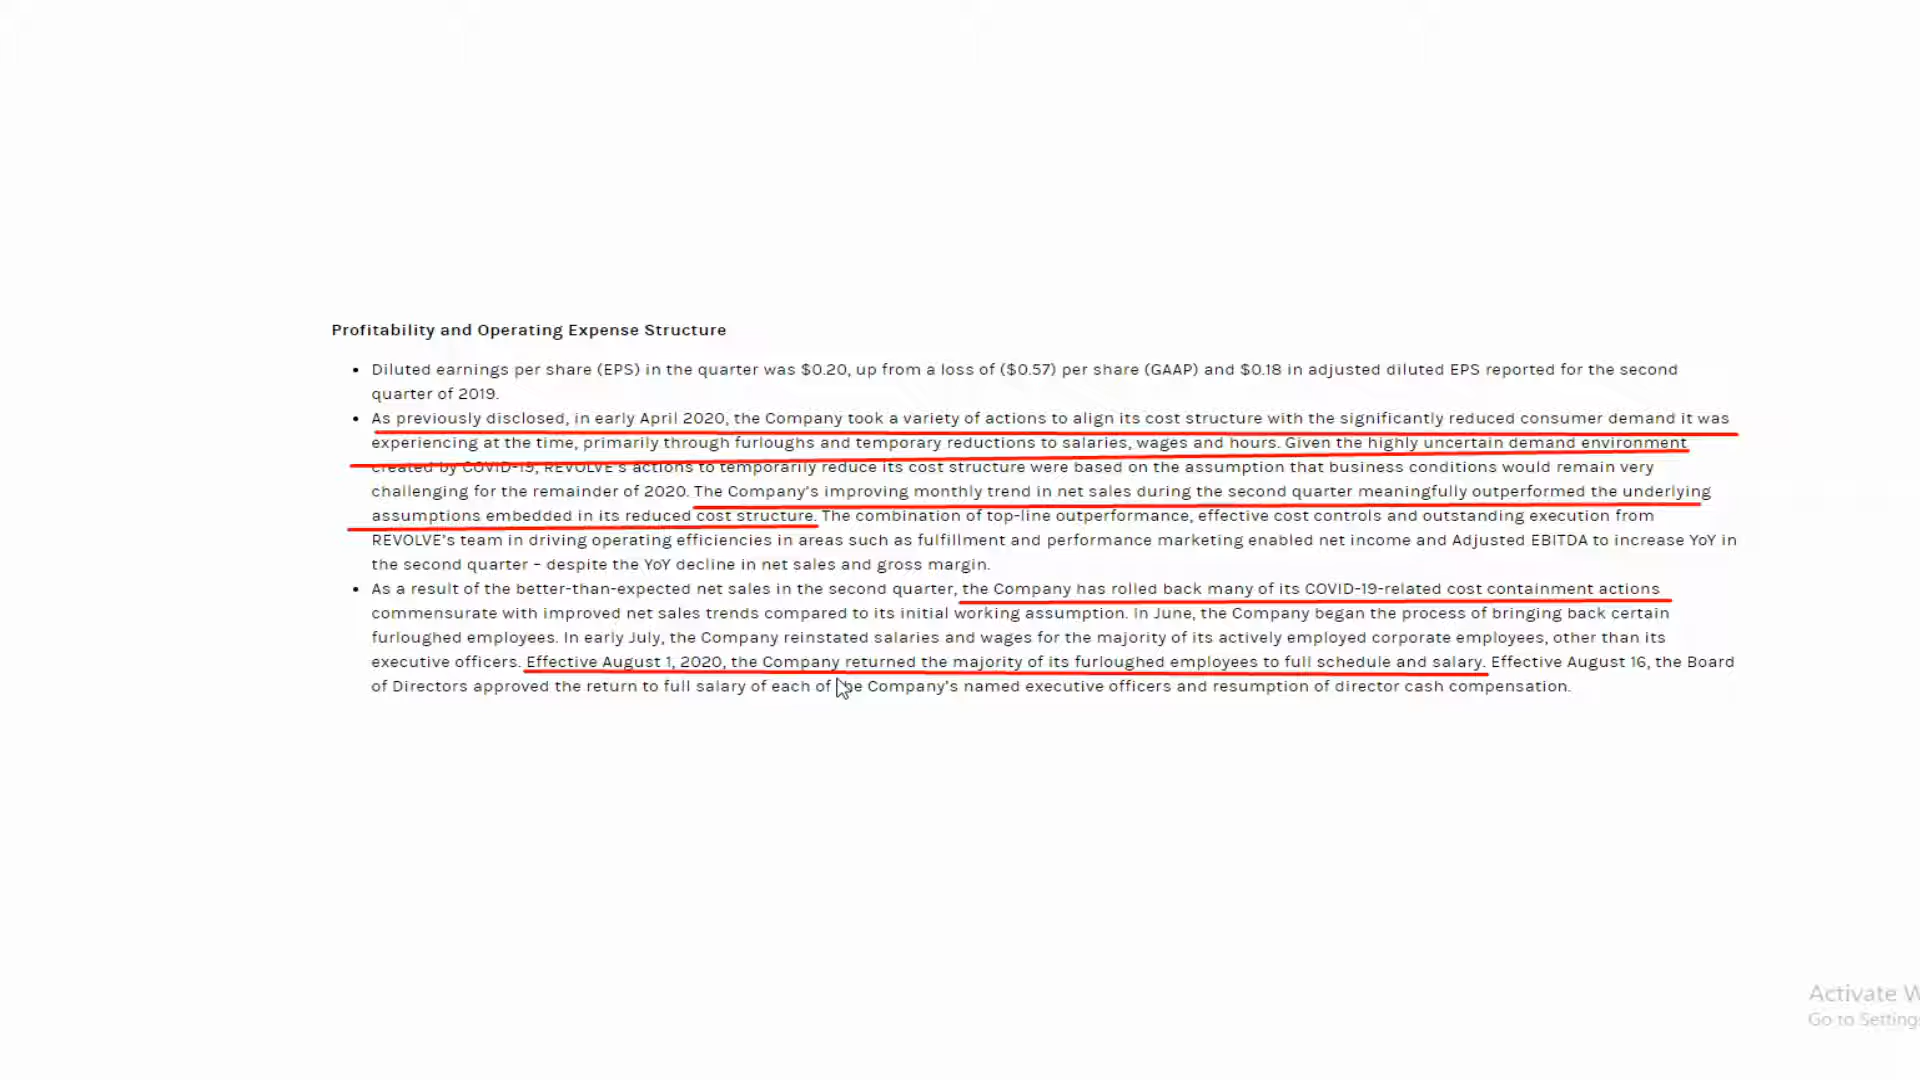 Profitability and Operating Expense Structure
• Diluted earnings per share (EPS) in the quarter was $0.20, up from a loss of ($0.57) per share (GAAP) and $0.18 in adjusted diluted EPS reported for the second
quarter of 2019.
• As previously disclosed, in early April 2020, the Company took a variety of actions to align its cost structure with the significantly reduced consumer demand it was
experiencing at the time, primarily through furloughs and temporary reductions to salaries, wages and hours. Given the highly uncertain demand environment
created by COVID-19, REVOLVE's actions to temporarily reduce its cost structure were based on the assumption that business conditions would remain very
challenging for the remainder of 2020. The Company's improving monthly trend in net sales during the second quarter meaningfully outperformed the underlying
assumptions embedded in its reduced cost structure. The combination of top-line outperformance, effective cost controls and outstanding execution from
REVOLVE's team in driving operating efficiencies in areas such as fulfillment and performance marketing enabled net income and Adjusted EBITDA to increase YoY in
the second quarter – despite the YoY decline in net sales and gross margin.
• As a result of the better-than-expected net sales in the second quarter, the Company has rolled back many of its COVID-19-related cost containment actions
commensurate with improved net sales trends compared to its initial working assumption. In June, the Company began the process of bringing back certain
furloughed employees. In early July, the Company reinstated salaries and wages for the majority of its actively employed corporate employees, other than its
executive officers. Effective August 1, 2020, the Company returned the majority of its furloughed employees to full schedule and salary. Effective August 16, the Board
of Directors approved the return to full salary of each of the Company's named executive officers and resumption of director cash compensation.
Activate W
Go to Setting